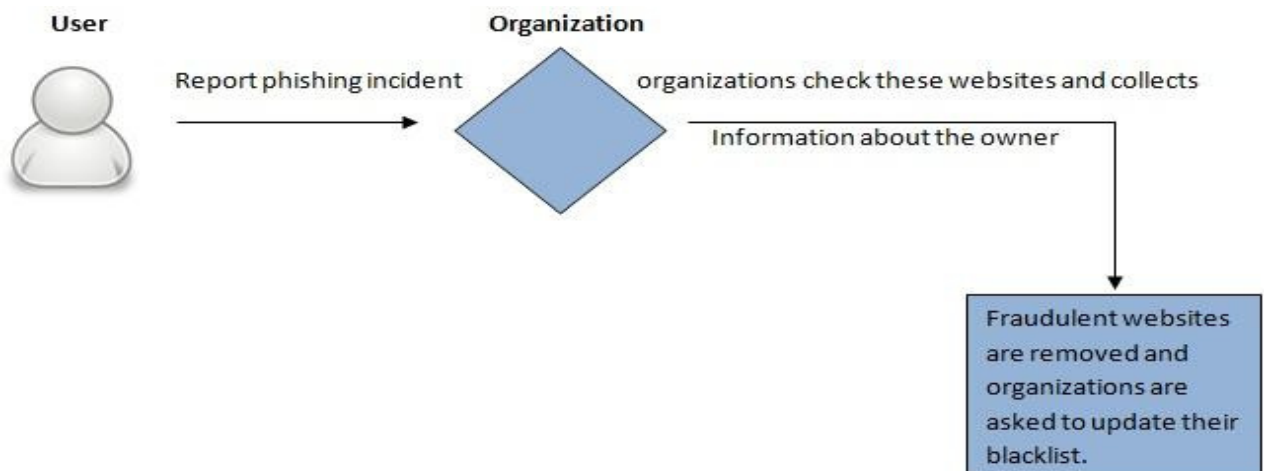 User
Organization
Report phishing incident
organizations check these websites and collects
Information about the owner
Fraudulent websites
are removed and
organizations are
asked to update their
blacklist.